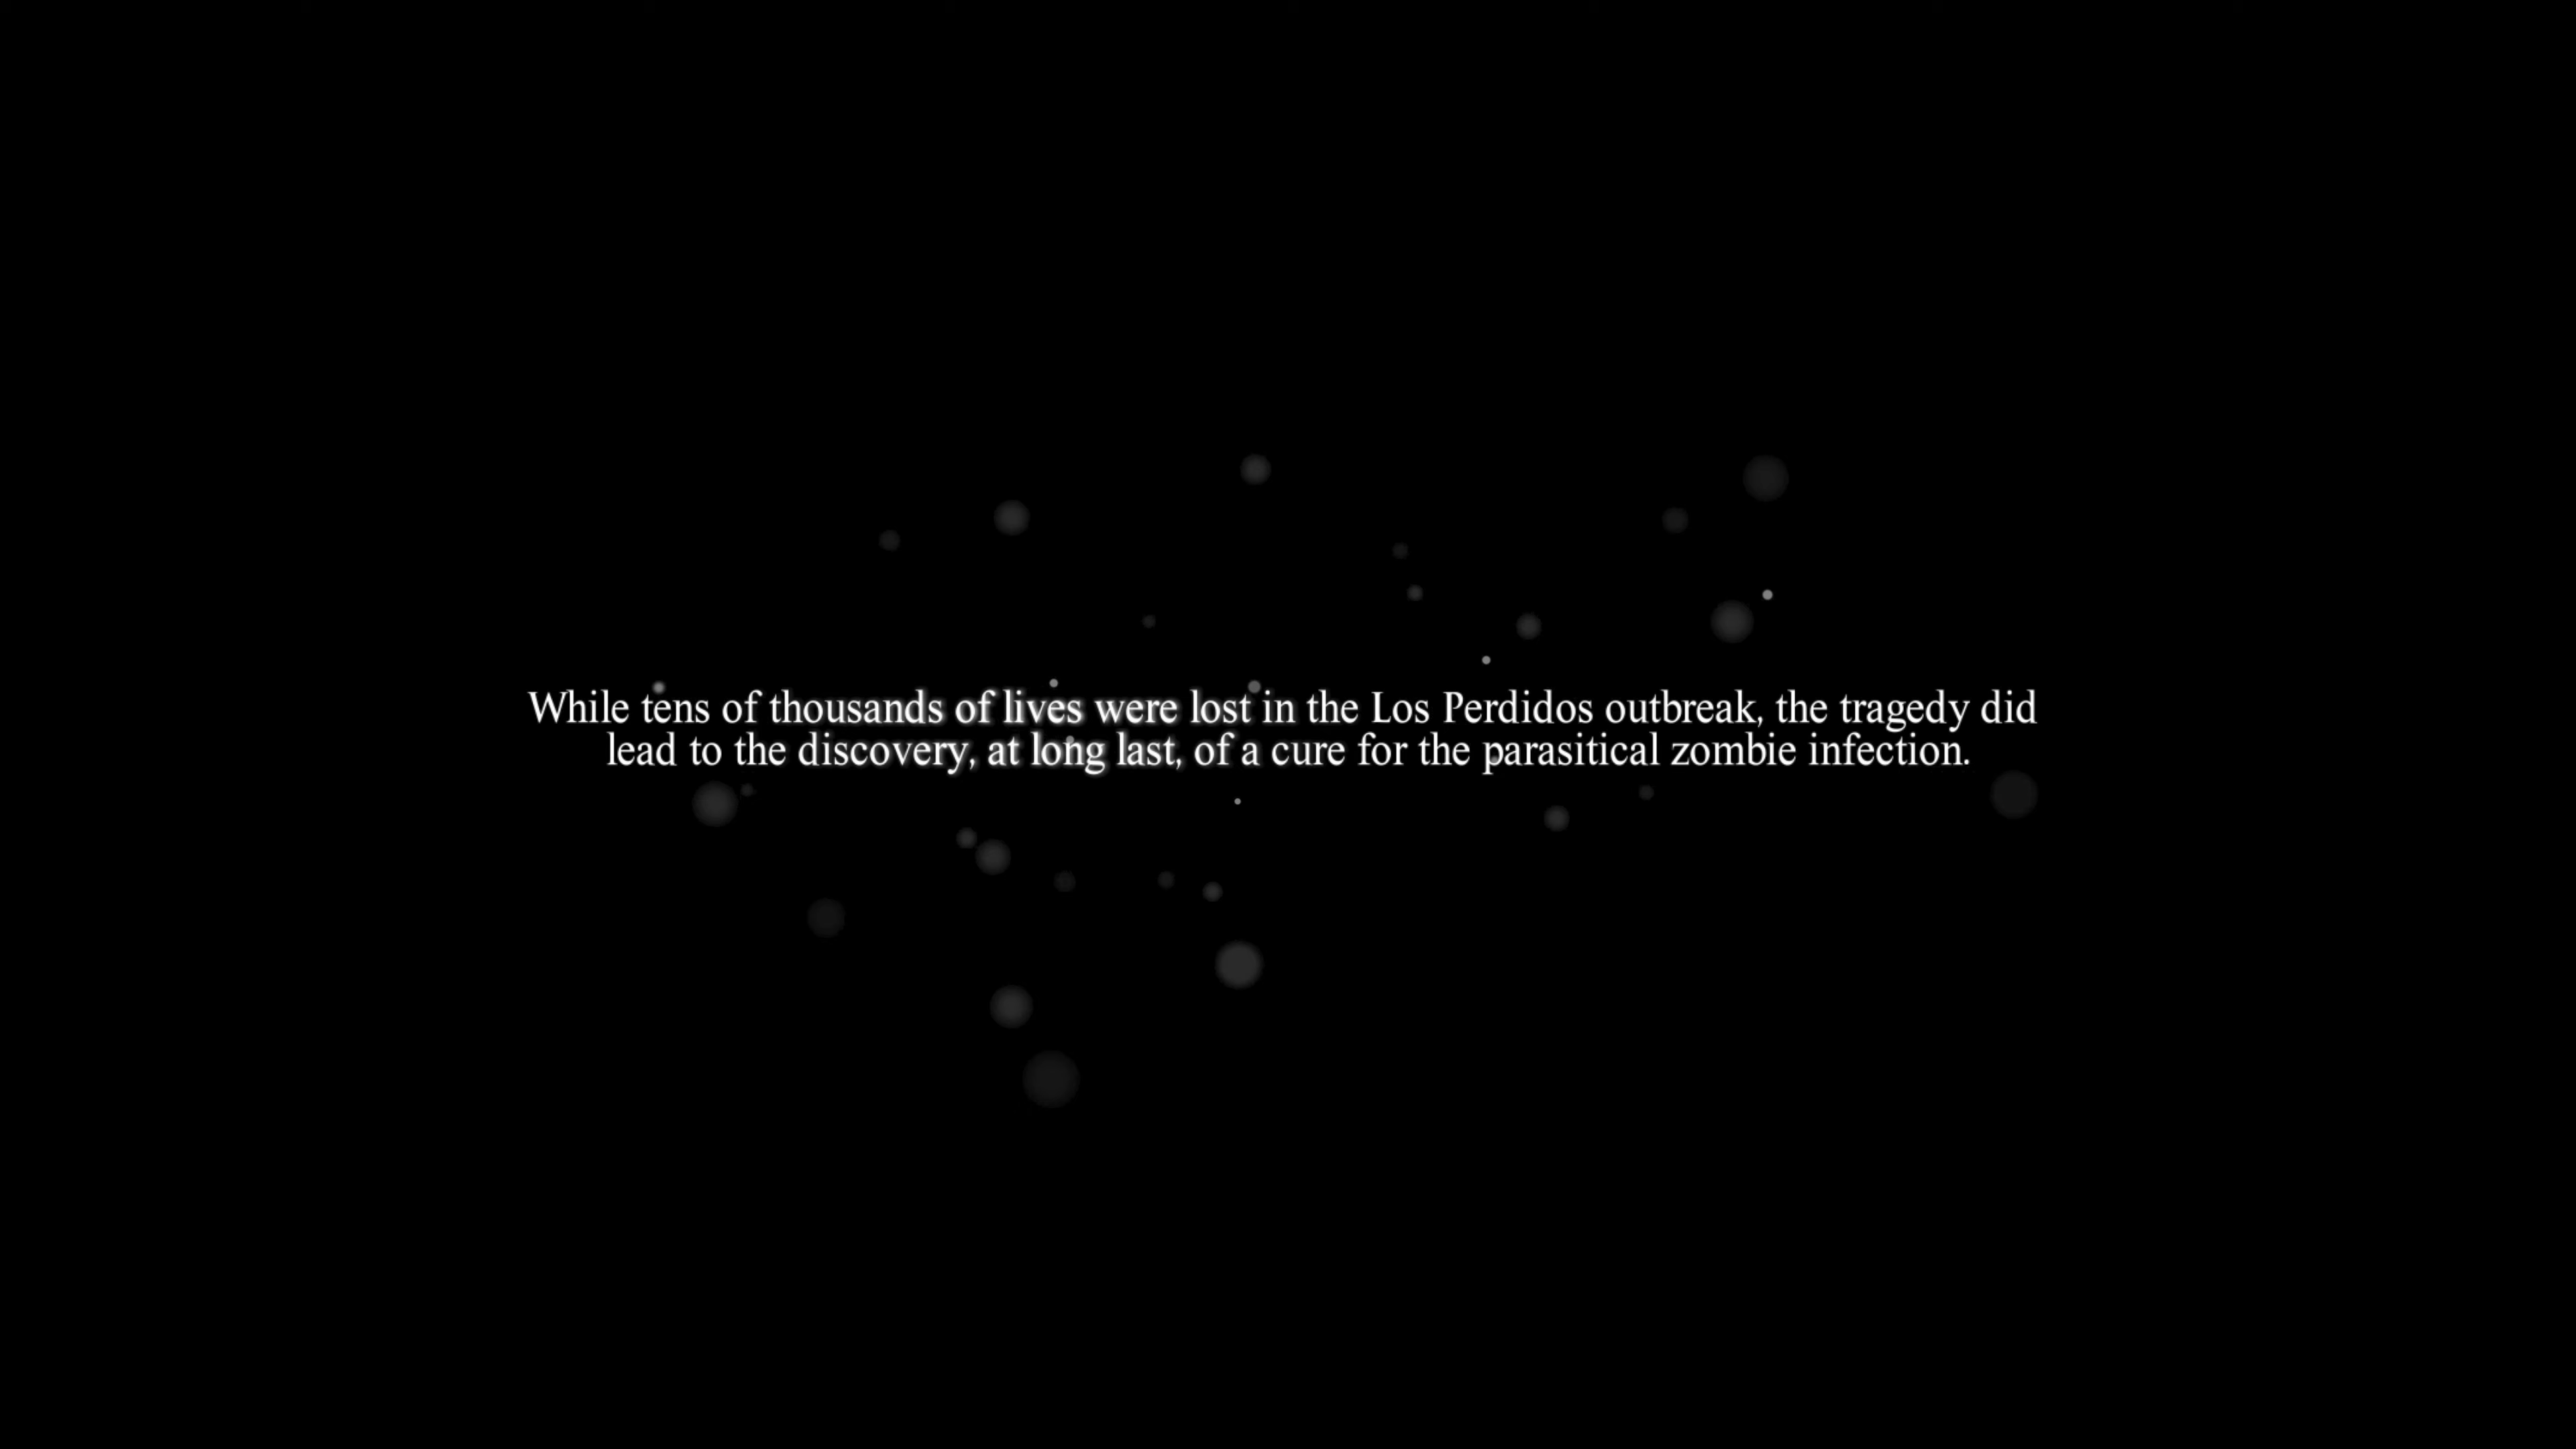 While tens of thousands of lives were lost in the Los Perdidos outbreak, the tragedy did
lead to the discovery, at long last, of a cure for the parasitical zombie infection.